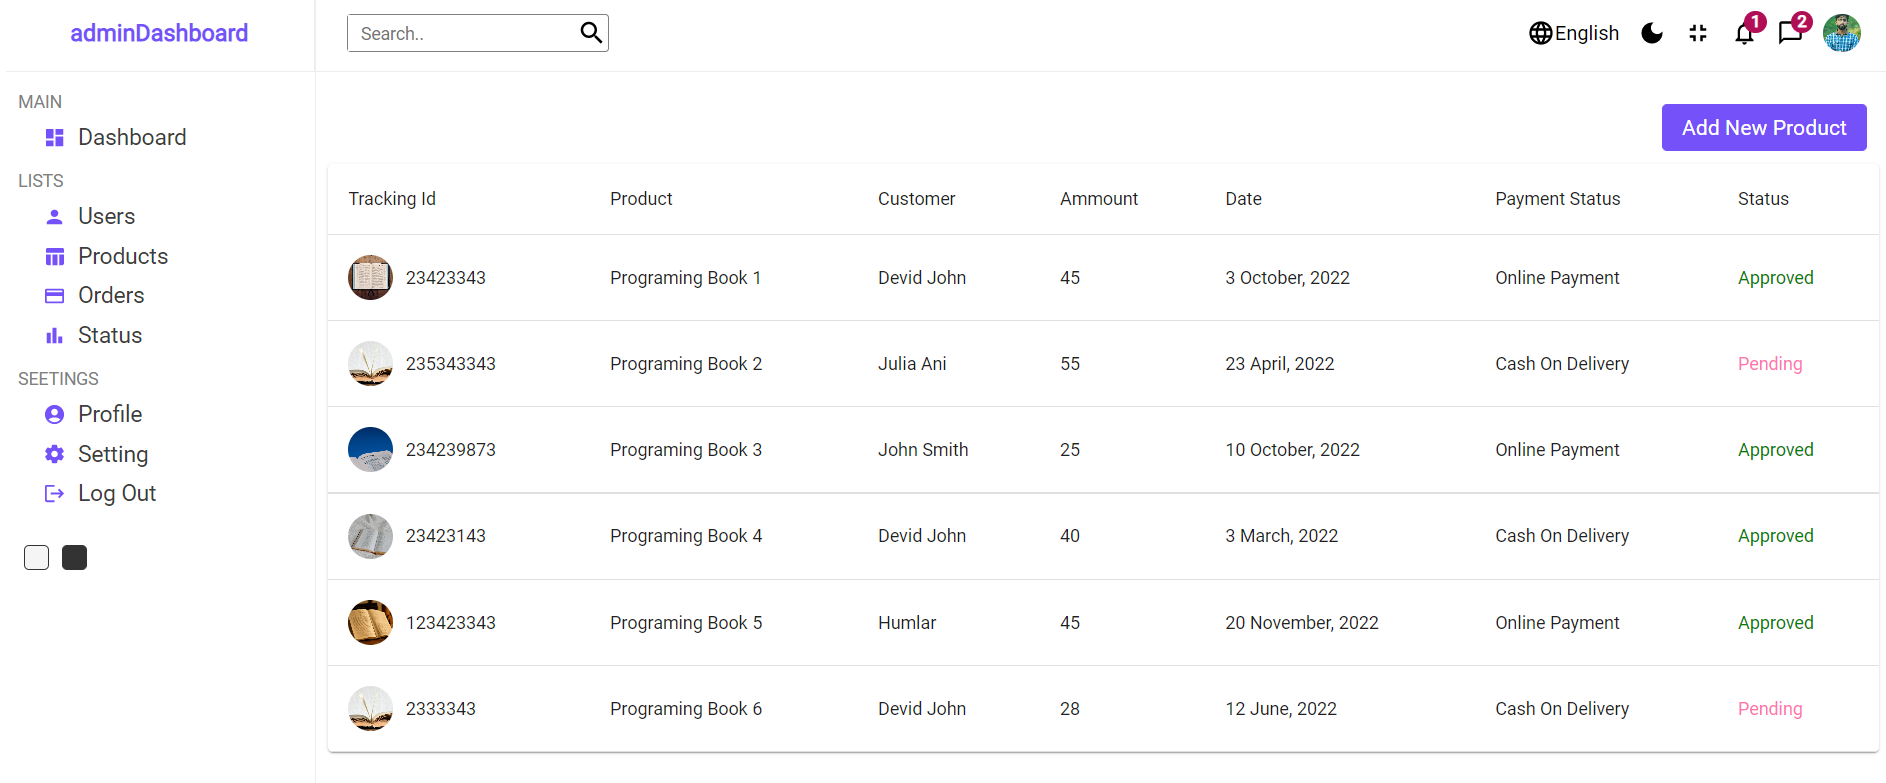 adminDashboard
Search..
English
1
2
MAIN
Dashboard
LISTS
Users
Products
Orders
Status
SEETINGS
Profile
Setting
Log Out
Add New Product
Tracking Id Product Customer Ammount Date Payment Status Status
23423343 Programing Book 1 Devid John 45 3 October, 2022 Online Payment Approved
235343343 Programing Book 2 Julia Ani 55 23 April, 2022 Cash On Delivery Pending
234239873 Programing Book 3 John Smith 25 10 October, 2022 Online Payment Approved
23423143 Programing Book 4 Devid John 40 3 March, 2022 Cash On Delivery Approved
123423343 Programing Book 5 Humlar 45 20 November, 2022 Online Payment Approved
2333343 Programing Book 6 Devid John 28 12 June, 2022 Cash On Delivery Pending